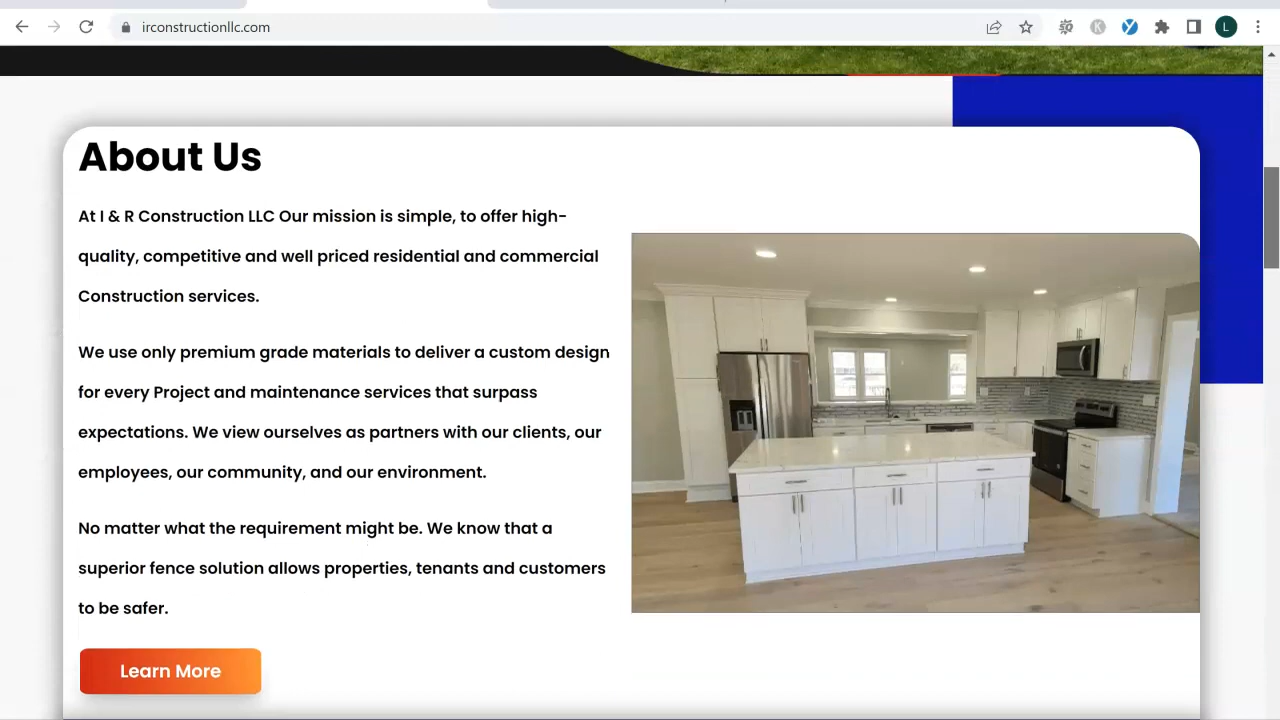 irconstructionllc.com
L
About Us
At I & R Construction LLC Our mission is simple, to offer high-
quality, competitive and well priced residential and commercial
Construction services.
We use only premium grade materials to deliver a custom design
for every Project and maintenance services that surpass
expectations. We view ourselves as partners with our clients, our
employees, our community, and our environment.
No matter what the requirement might be. We know that a
superior fence solution allows properties, tenants and customers
to be safer.
Learn More